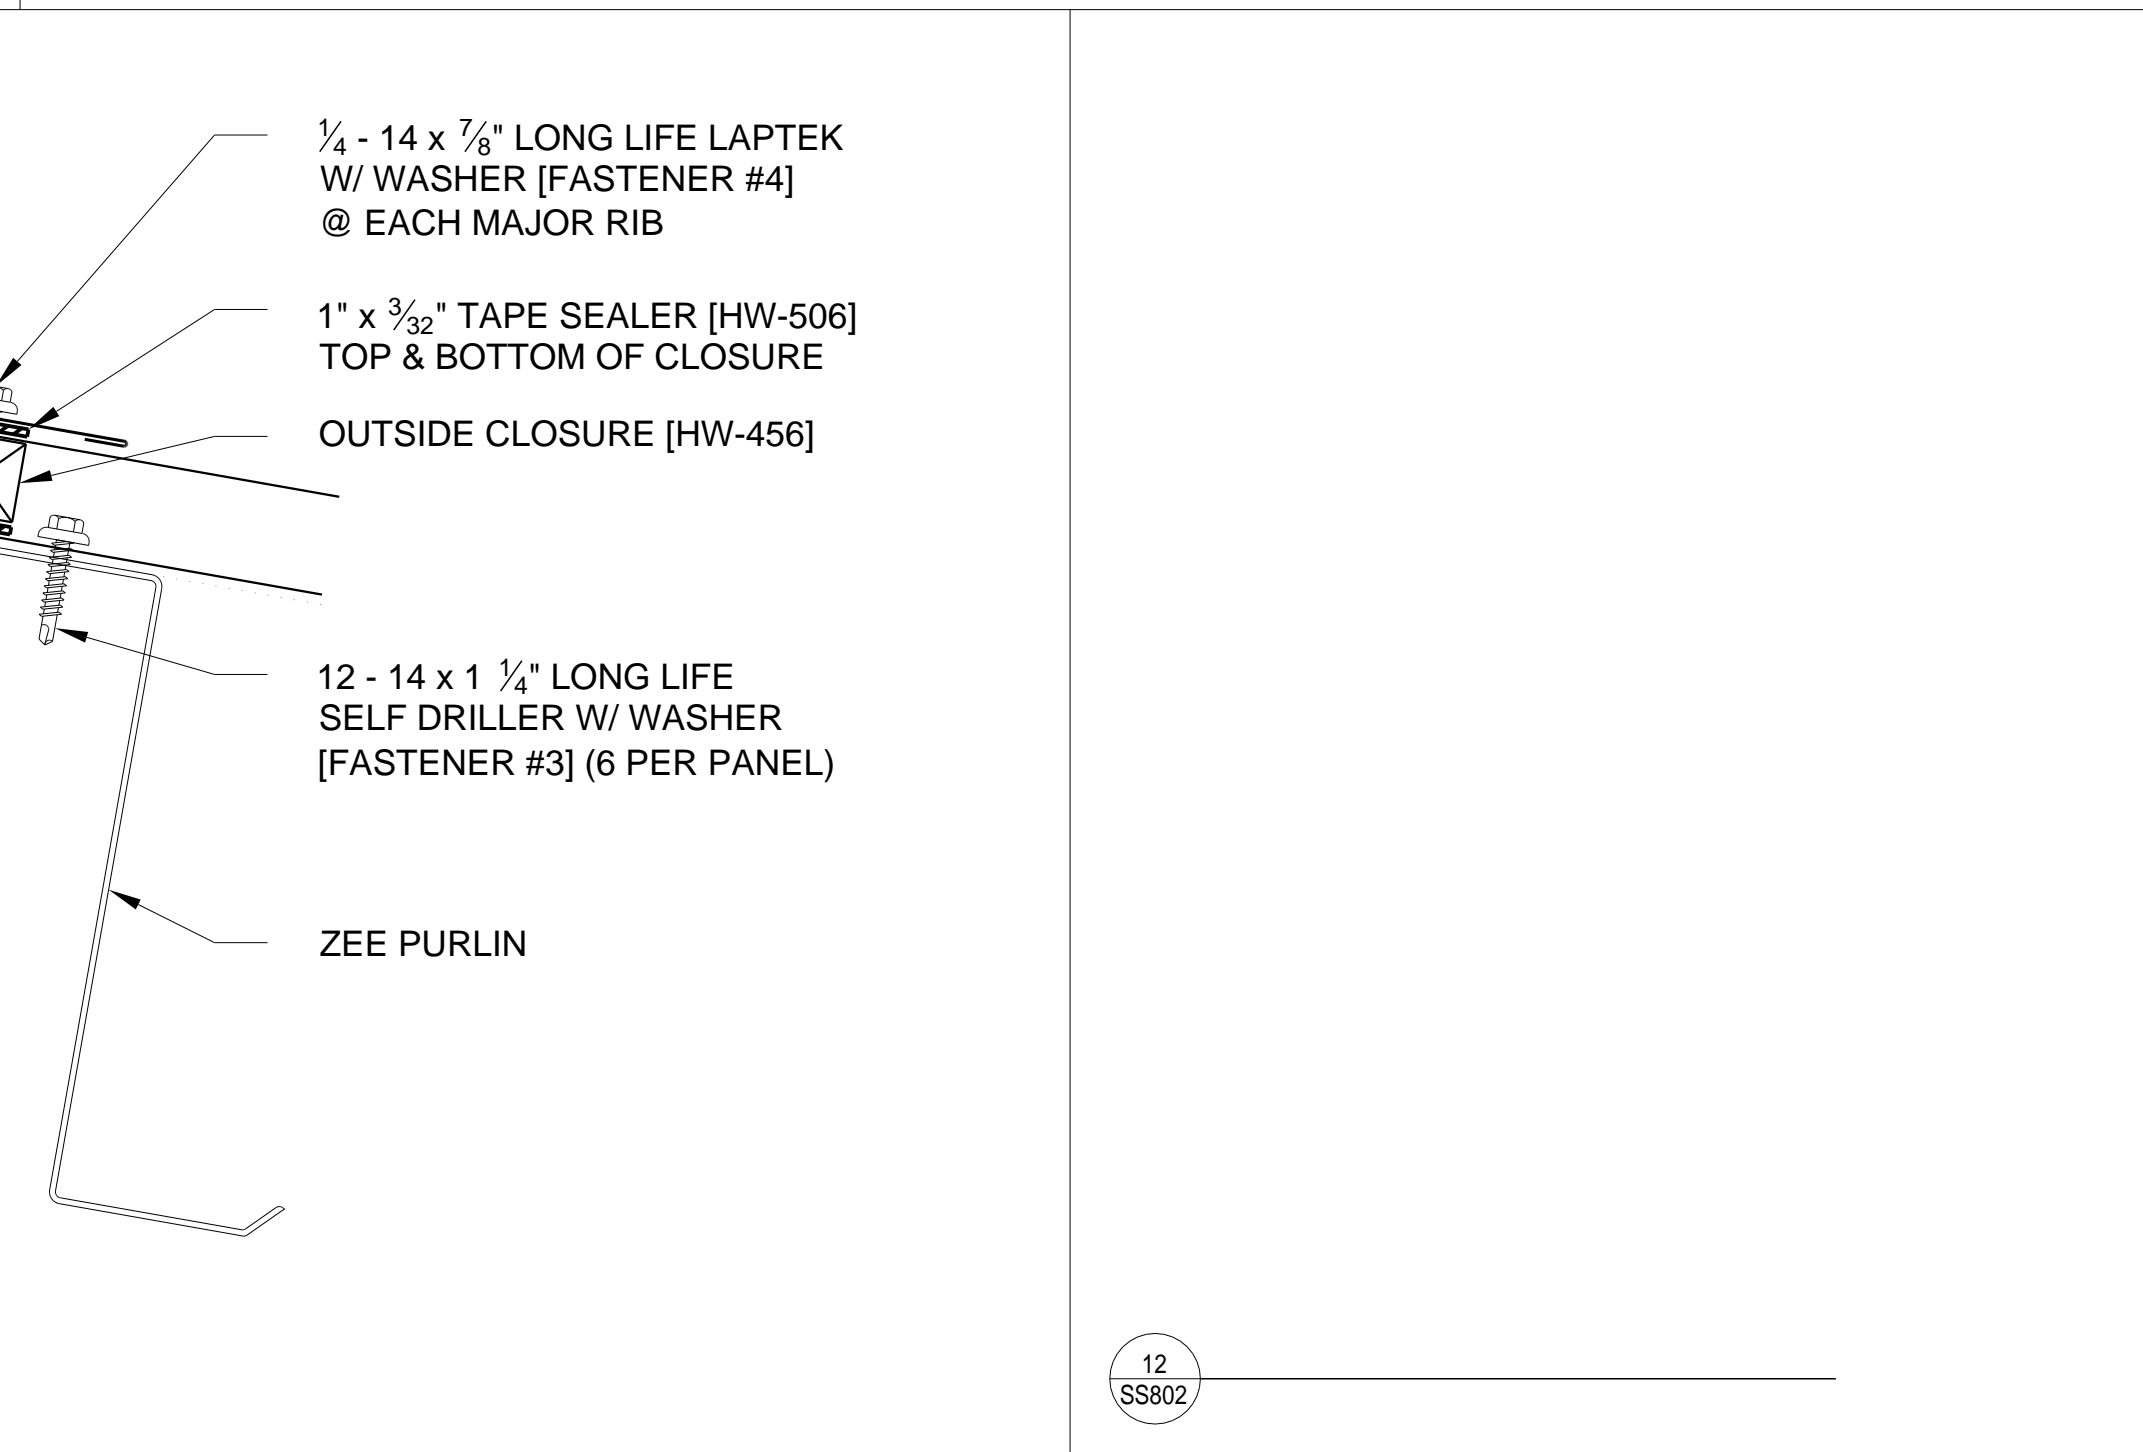 1/4 - 14 x 7/8" LONG LIFE LAPTEK
W/ WASHER [FASTENER #4]
@ EACH MAJOR RIB
1" x 3/32" TAPE SEALER [HW-506]
TOP & BOTTOM OF CLOSURE
OUTSIDE CLOSURE [HW-456]
12 - 14 x 1 1/4" LONG LIFE
SELF DRILLER W/ WASHER
[FASTENER #3] (6 PER PANEL)
ZEE PURLIN
12
SS802